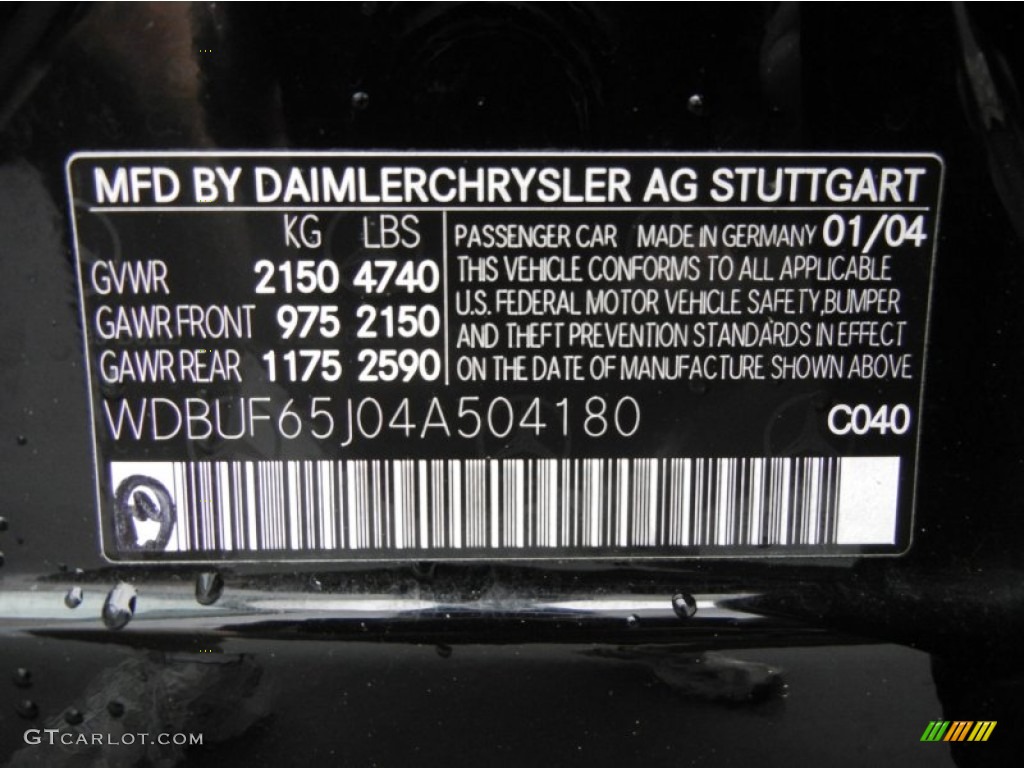 MFD BY DAIMLERCHRYSLER AG STUTTGART
KG LBS
GVWR 2150 4740
GAWR FRONT 975 2150
GAWR REAR 1175 2590
PASSENGER CAR MADE IN GERMANY 01/04
THIS VEHICLE CONFORMS TO ALL APPLICABLE
U.S. FEDERAL MOTOR VEHICLE SAFETY, BUMPER
AND THEFT PREVENTION STANDARDS IN EFFECT
ON THE DATE OF MANUFACTURE SHOWN ABOVE
WDBUF65J04A504180 C040
GTCARLOT.COM